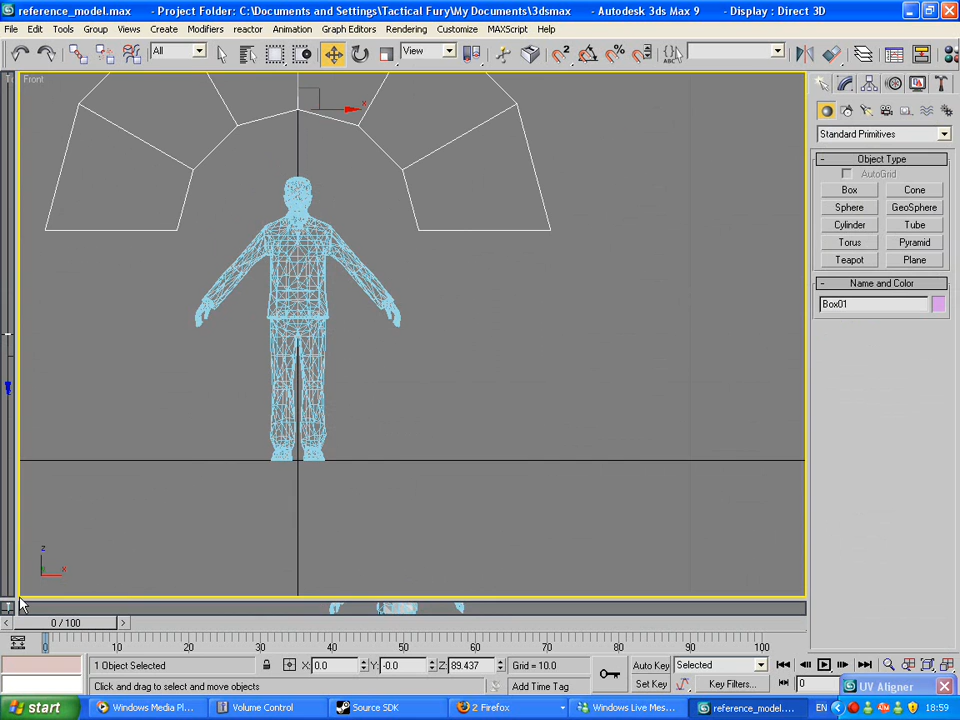 reference_model.max - Project Folder: C:\Documents and Settings\Tactical Fury\My Documents\3dsmax - Autodesk 3ds Max 9 - Display : Direct 3D
File Edit Tools Group Views Create Modifiers reactor Animation Graph Editors Rendering Customize MAXScript Help
All
View
Front
x
Standard Primitives
- Object Type
AutoGrid
Box Cone
Sphere GeoSphere
Cylinder Tube
Torus Pyramid
Teapot Plane
- Name and Color
Box01
z
x
< 0 / 100 >
0 10 20 30 40 50 60 70 80 90 100
1 Object Selected X: 0.0 Y: -0.0 Z: 89.437 Grid = 10.0 Auto Key Selected
Click and drag to select and move objects Add Time Tag Set Key Key Filters... 0
UV Aligner
start Windows Media Pl... Volume Control Source SDK 2 Firefox Windows Live Mess... reference_model.... EN 18:59